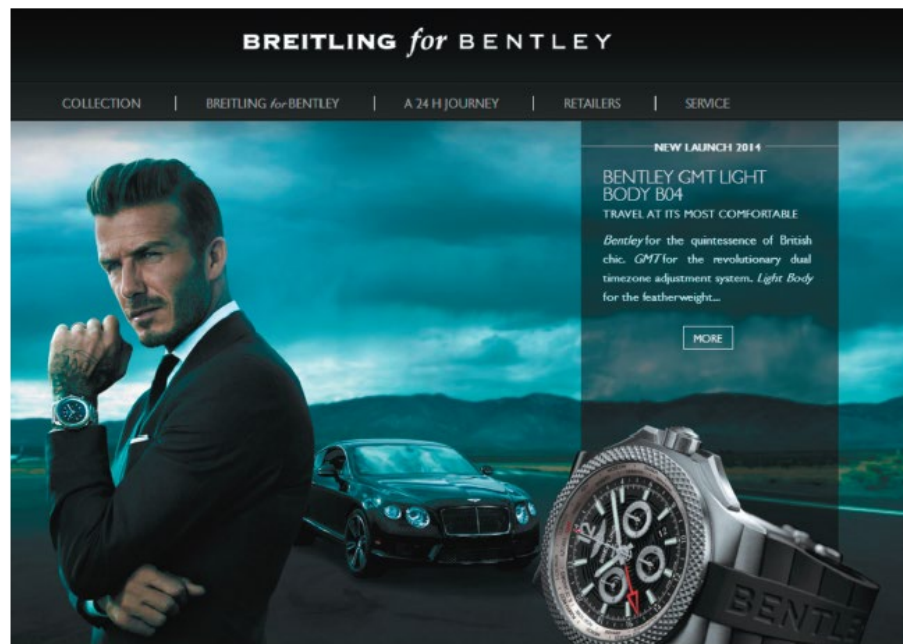 BREITLING for BENTLEY
COLLECTION | BREITLING for BENTLEY | A 24 H JOURNEY | RETAILERS | SERVICE
NEW LAUNCH 2014
BENTLEY GMT LIGHT
BODY B04
TRAVEL AT ITS MOST COMFORTABLE
Bentley for the quintessence of British
chic. GMT for the revolutionary dual
timezone adjustment system. Light Body
for the featherweight...
MORE
BENTLE